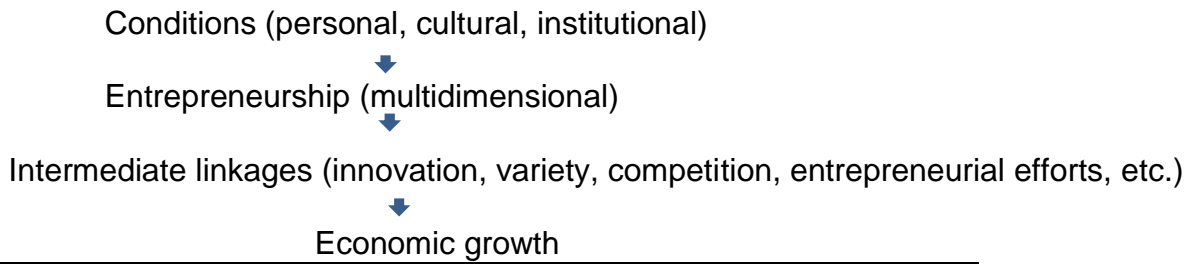 Conditions (personal, cultural, institutional)
Entrepreneurship (multidimensional)
Intermediate linkages (innovation, variety, competition, entrepreneurial efforts, etc.)
Economic growth